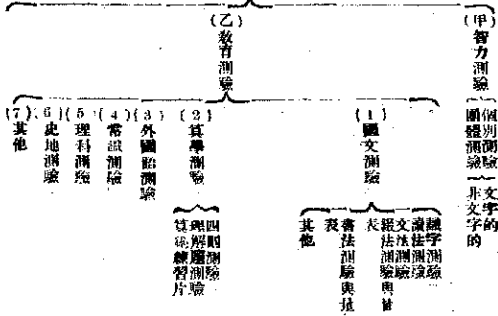 (甲)智力測驗
個別測驗
團體測驗
文字的
非文字的
(乙)教育測驗
(1)國文測驗
識字測驗
讀法測驗
文法測驗
綴法測驗與量
表
書法測驗與量
表
其他
(2)算學測驗
四則測驗
理解題測驗
算術練習片
(3)外國語測驗
(4)常識測驗
(5)理科測驗
(6)史地測驗
(7)其他